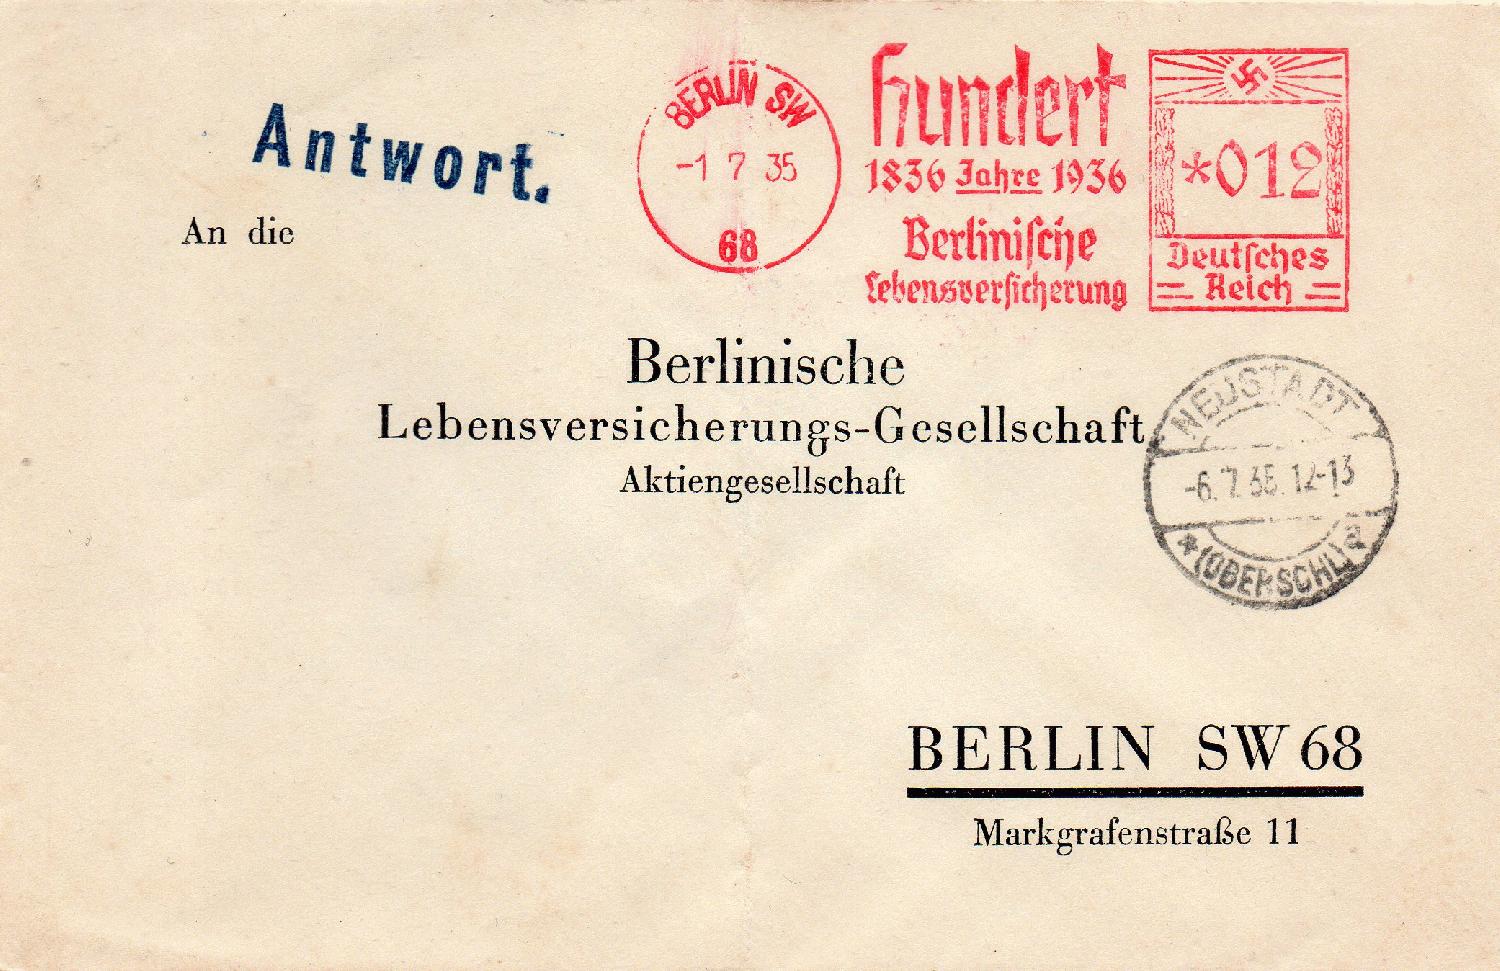 Antwort.
An die
BERLIN SW
-1 7 35
68
hundert
1836 Jahre 1936
Berlinische
Lebensversicherung
*012
Deutsches
Reich
Berlinische
Lebensversicherungs-Gesellschaft
Aktiengesellschaft
NEUSTADT
-6.7.35.12-13
* (OBERSCHL) a
BERLIN SW 68
Markgrafenstraße 11